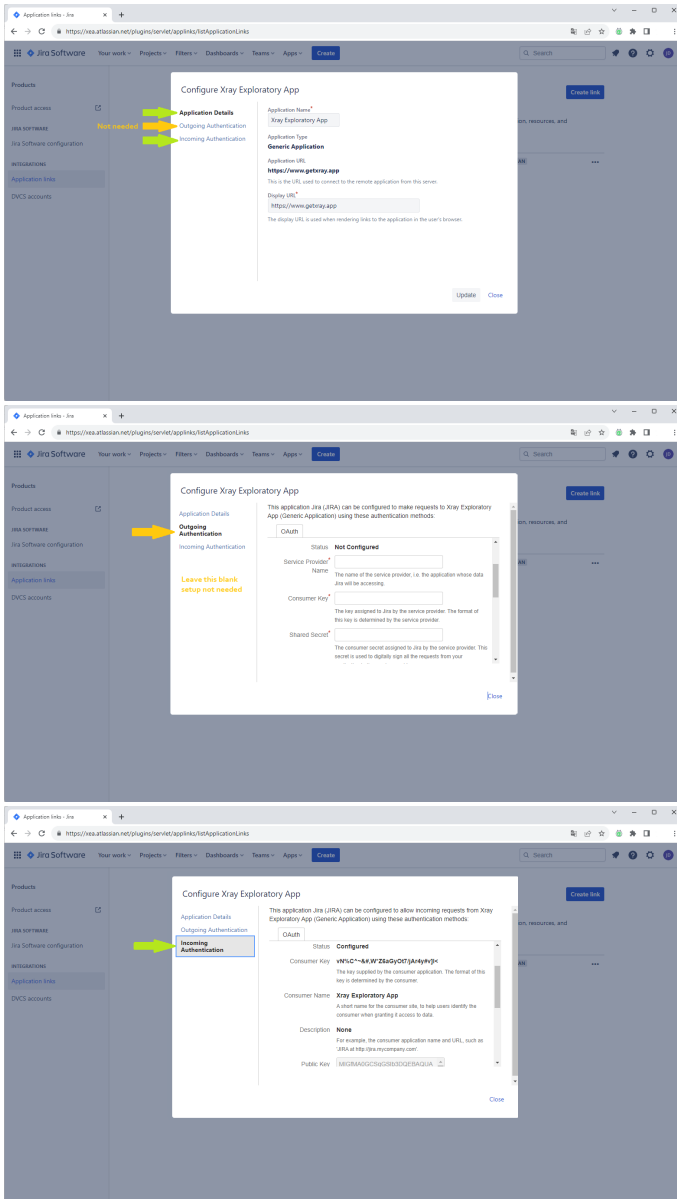 Application links - Jira
https://xea.atlassian.net/plugins/servlet/applinks/listApplicationLinks
Jira Software Your work Projects Filters Dashboards Teams Apps Create Search
Products
Create link
Configure Xray Exploratory App
Product access
Application Details
Application Name*
Xray Exploratory App
ion, resources, and
JIRA SOFTWARE
Not needed
Outgoing Authentication
Jira Software configuration
Incoming Authentication
Application Type
Generic Application
INTEGRATIONS
Application URL
https://www.getxray.app
Application links
This is the URL used to connect to the remote application from this server.
DVCS accounts
Display URL*
https://www.getxray.app
The display URL is used when rendering links to the application in the user's browser.
Update Close
Application links - Jira
https://xea.atlassian.net/plugins/servlet/applinks/listApplicationLinks
Jira Software Your work Projects Filters Dashboards Teams Apps Create Search
Products
Create link
Configure Xray Exploratory App
Product access
Application Details
This application Jira (JIRA) can be configured to make requests to Xray Exploratory
App (Generic Application) using these authentication methods:
ion, resources, and
JIRA SOFTWARE
Outgoing
Authentication
OAuth
Jira Software configuration
Incoming Authentication
Status Not Configured
INTEGRATIONS
Service Provider*
Name
The name of the service provider, i.e. the application whose data
Jira will be accessing.
Application links
Leave this blank
setup not needed
DVCS accounts
Consumer Key*
The key assigned to Jira by the service provider. The format of
this key is determined by the service provider.
Shared Secret*
The consumer secret assigned to Jira by the service provider. This
secret is used to digitally sign all the requests from your
Close
Application links - Jira
https://xea.atlassian.net/plugins/servlet/applinks/listApplicationLinks
Jira Software Your work Projects Filters Dashboards Teams Apps Create Search
Products
Create link
Configure Xray Exploratory App
Product access
Application Details
This application Jira (JIRA) can be configured to allow incoming requests from Xray
Exploratory App (Generic Application) using these authentication methods:
ion, resources, and
JIRA SOFTWARE
Outgoing Authentication
OAuth
Jira Software configuration
Incoming
Authentication
Status Configured
INTEGRATIONS
Consumer Key
The key supplied by the consumer application. The format of this
key is determined by the consumer.
Application links
DVCS accounts
Consumer Name Xray Exploratory App
A short name for the consumer site, to help users identify the
consumer when granting it access to data.
Description None
For example, the consumer application name and URL, such as
'JIRA at http://jira.mycompany.com'
Public Key
Close